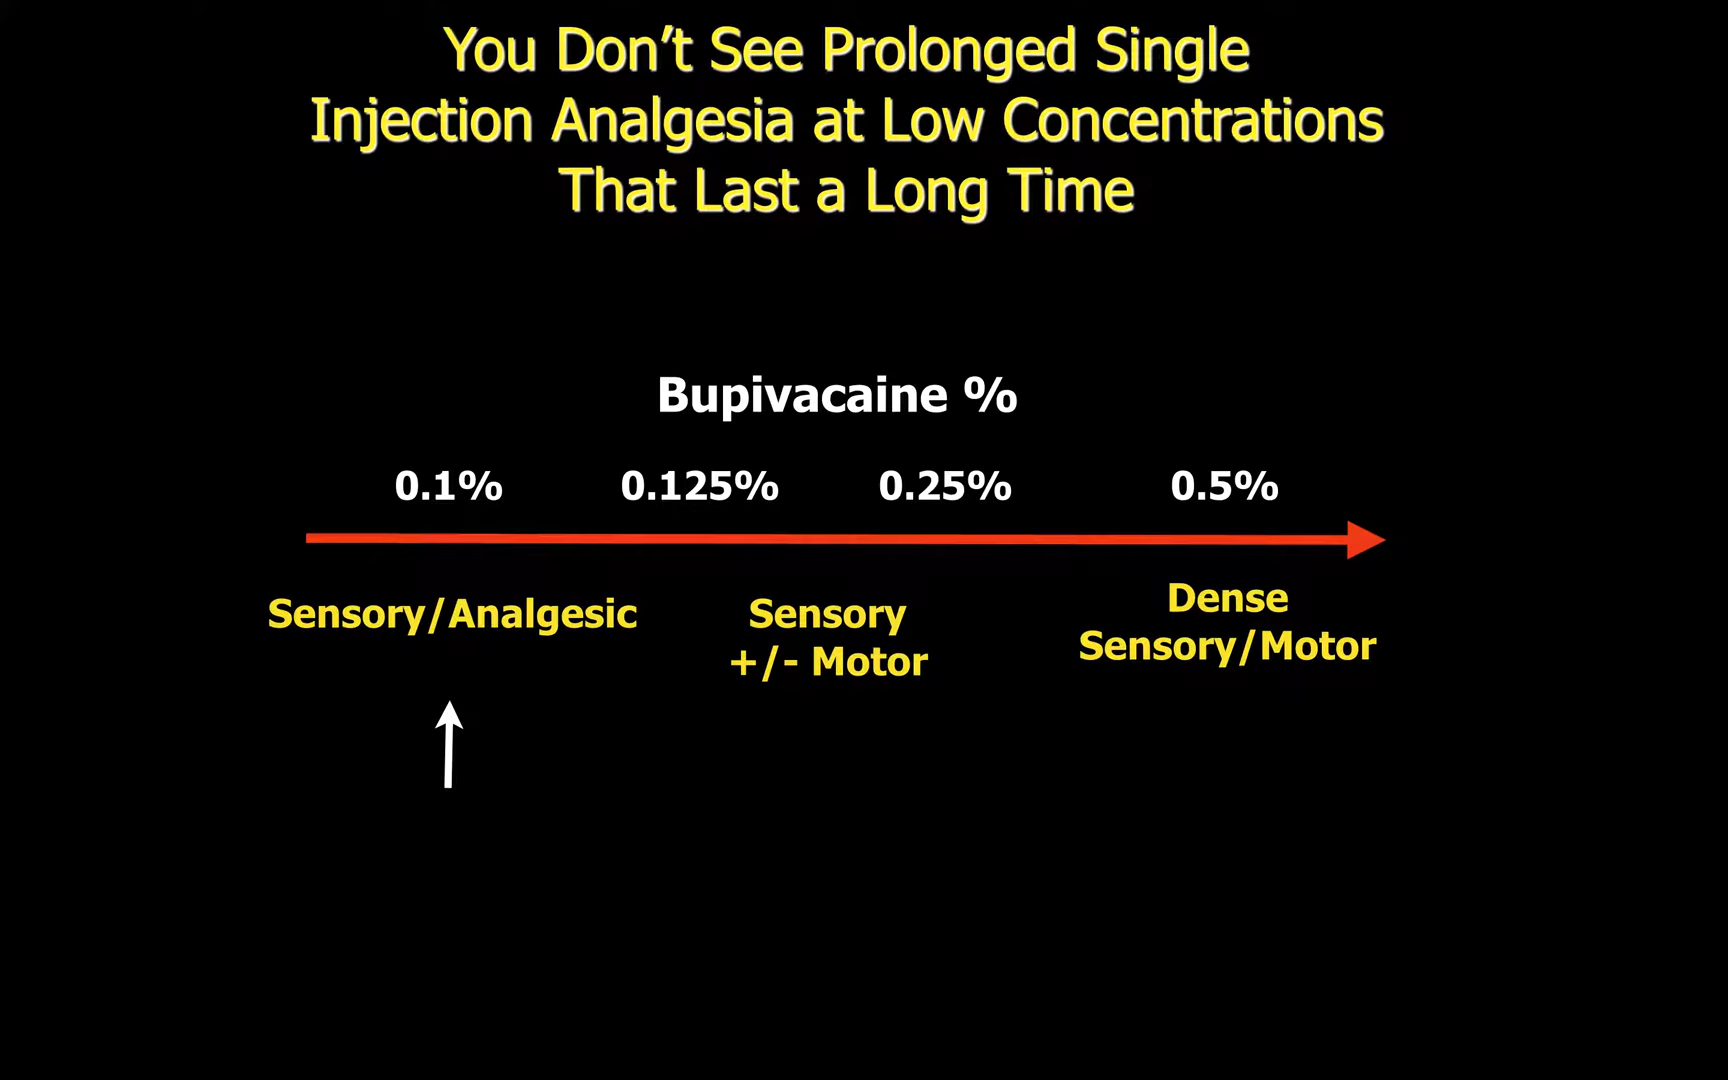 You Don’t See Prolonged Single
Injection Analgesia at Low Concentrations
That Last a Long Time
Bupivacaine %
0.1% 0.125% 0.25% 0.5%
Sensory/Analgesic
Sensory
+/- Motor
Dense
Sensory/Motor